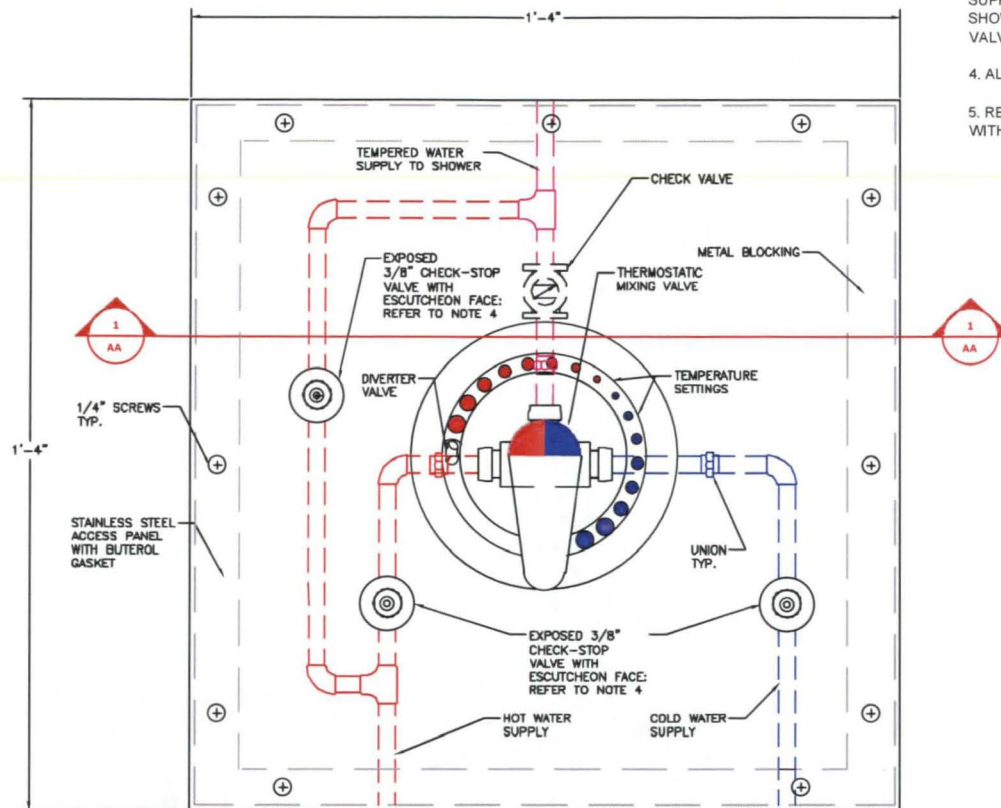 1'-4"
SHOW
VALV
4. AL
5. RE
WITH
TEMPERED WATER
SUPPLY TO SHOWER
CHECK VALVE
EXPOSED
3/8" CHECK-STOP
VALVE WITH
ESCUTCHEON FACE:
REFER TO NOTE 4
THERMOSTATIC
MIXING VALVE
METAL BLOCKING
1
AA
1
AA
DIVERTER
VALVE
TEMPERATURE
SETTINGS
1/4" SCREWS
TYP.
1'-4"
STAINLESS STEEL
ACCESS PANEL
WITH BUTEROL
GASKET
UNION
TYP.
EXPOSED 3/8"
CHECK-STOP
VALVE WITH
ESCUTCHEON FACE:
REFER TO NOTE 4
HOT WATER
SUPPLY
COLD WATER
SUPPLY